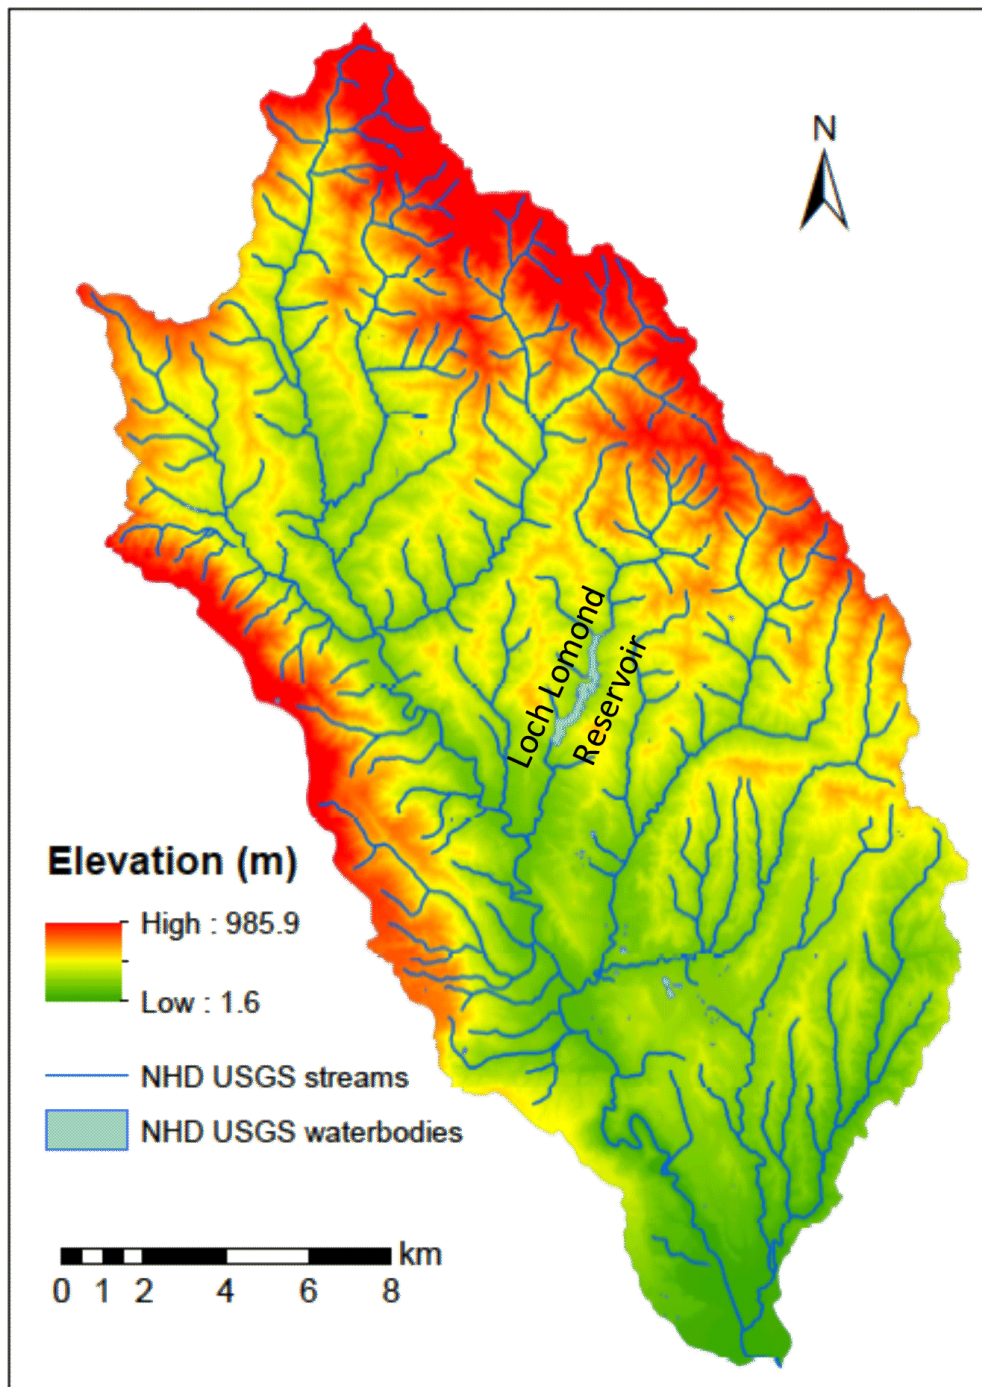 N
Loch Lomond
Reservoir
Elevation (m)
High : 985.9
Low : 1.6
NHD USGS streams
NHD USGS waterbodies
km
0 1 2 4 6 8